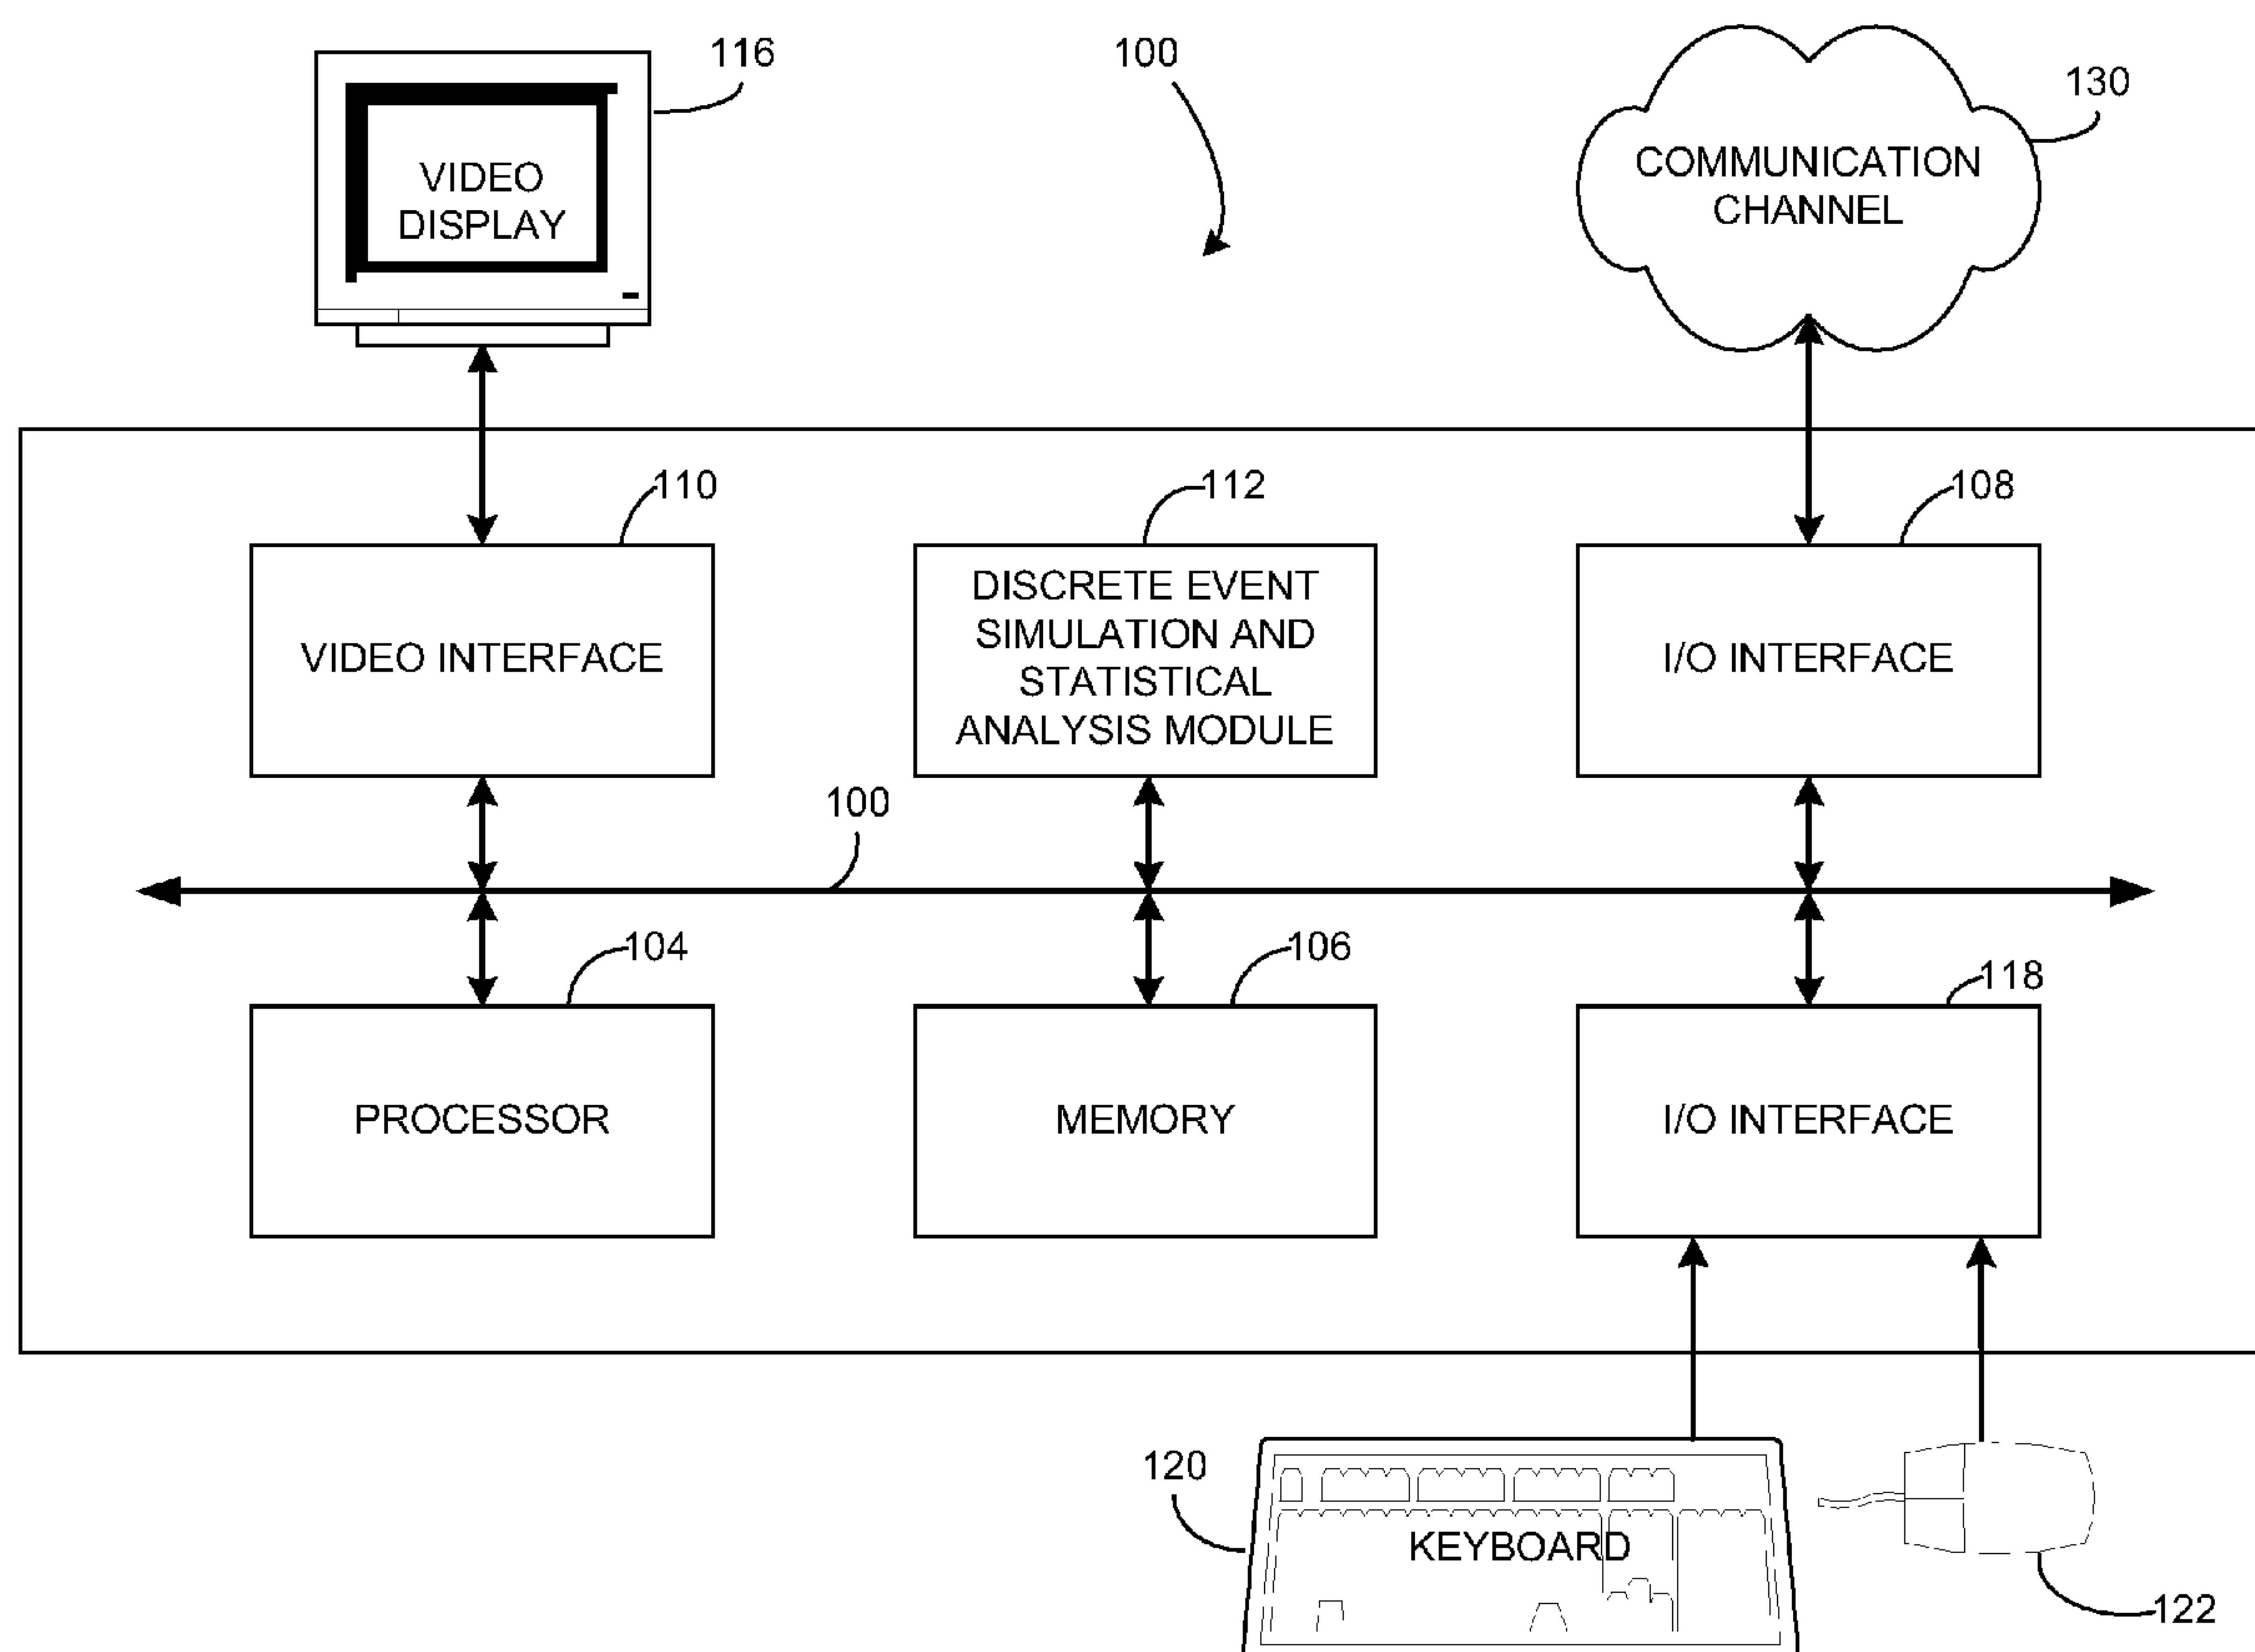 116
100
130
VIDEO
DISPLAY
COMMUNICATION
CHANNEL
110
112
108
VIDEO INTERFACE
DISCRETE EVENT
SIMULATION AND
STATISTICAL
ANALYSIS MODULE
I/O INTERFACE
100
104
106
118
PROCESSOR
MEMORY
I/O INTERFACE
120
KEYBOARD
122